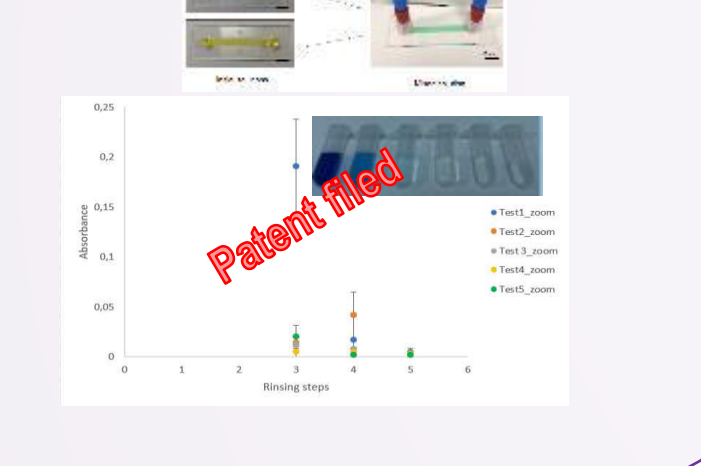 0,25
0,2
0,15
0,1
0,05
0
Absorbance
Patent filed
Test1_zoom
Test2_zoom
Test 3_zoom
Test4_zoom
Test5_zoom
0 1 2 3 4 5 6
Rinsing steps